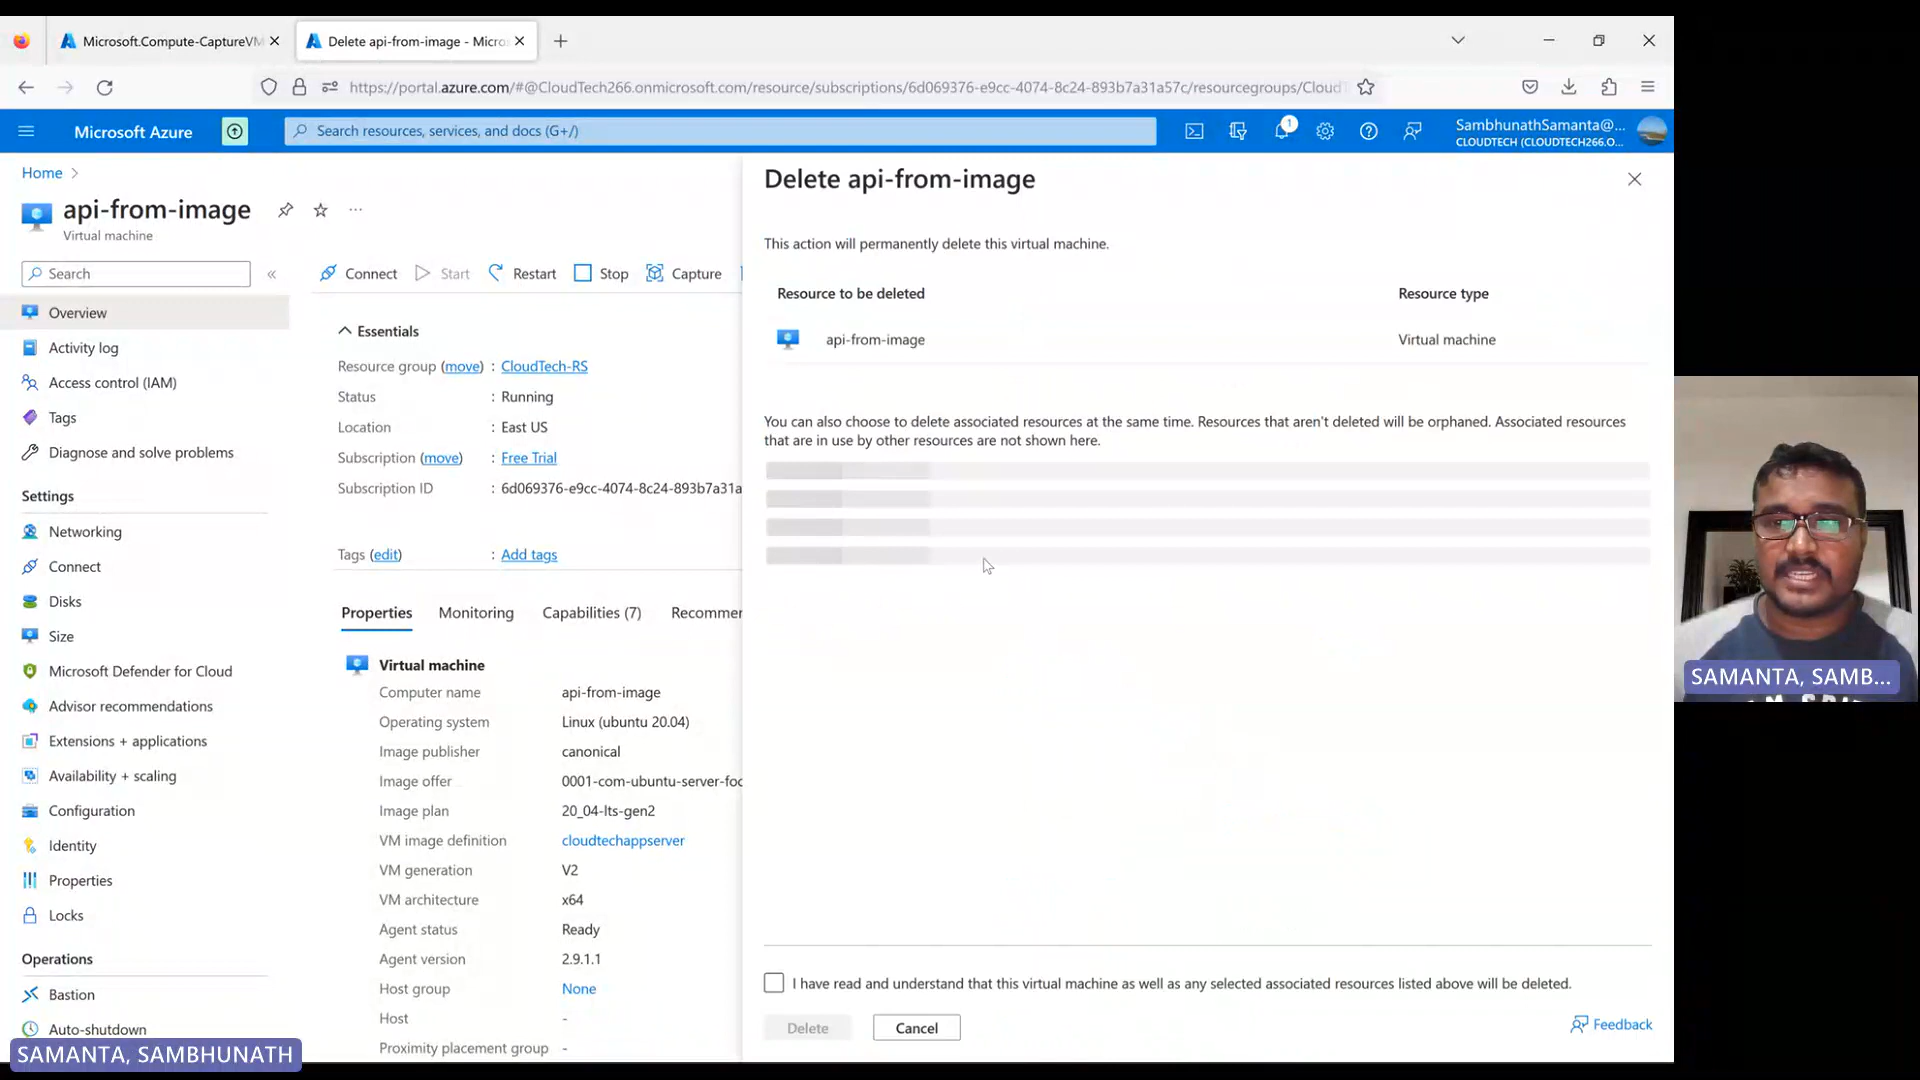 Microsoft.Compute-CaptureVM
Delete api-from-image - Micro
https://portal.azure.com/#@CloudTech266.onmicrosoft.com/resource/subscriptions/6d069376-e9cc-4074-8c24-893b7a31a57c/resourcegroups/CloudT
Microsoft Azure
Search resources, services, and docs (G+/)
1
SambhunathSamanta@...
CLOUDTECH (CLOUDTECH266.O...
Home
api-from-image
Virtual machine
Search
Overview
Activity log
Access control (IAM)
Tags
Diagnose and solve problems
Settings
Networking
Connect
Disks
Size
Microsoft Defender for Cloud
Advisor recommendations
Extensions + applications
Availability + scaling
Configuration
Identity
Properties
Locks
Operations
Bastion
Auto-shutdown
Connect
Start
Restart
Stop
Capture
Essentials
Resource group (move) : CloudTech-RS
Status : Running
Location : East US
Subscription (move) : Free Trial
Subscription ID : 6d069376-e9cc-4074-8c24-893b7a31a
Tags (edit) : Add tags
Properties
Monitoring
Capabilities (7)
Recommer
Virtual machine
Computer name api-from-image
Operating system Linux (ubuntu 20.04)
Image publisher canonical
Image offer 0001-com-ubuntu-server-foc
Image plan 20_04-lts-gen2
VM image definition cloudtechappserver
VM generation V2
VM architecture x64
Agent status Ready
Agent version 2.9.1.1
Host group None
Host -
Proximity placement group -
Delete api-from-image
This action will permanently delete this virtual machine.
Resource to be deleted Resource type
api-from-image Virtual machine
You can also choose to delete associated resources at the same time. Resources that aren't deleted will be orphaned. Associated resources
that are in use by other resources are not shown here.
I have read and understand that this virtual machine as well as any selected associated resources listed above will be deleted.
Delete
Cancel
Feedback
SAMANTA, SAMB...
SAMANTA, SAMBHUNATH